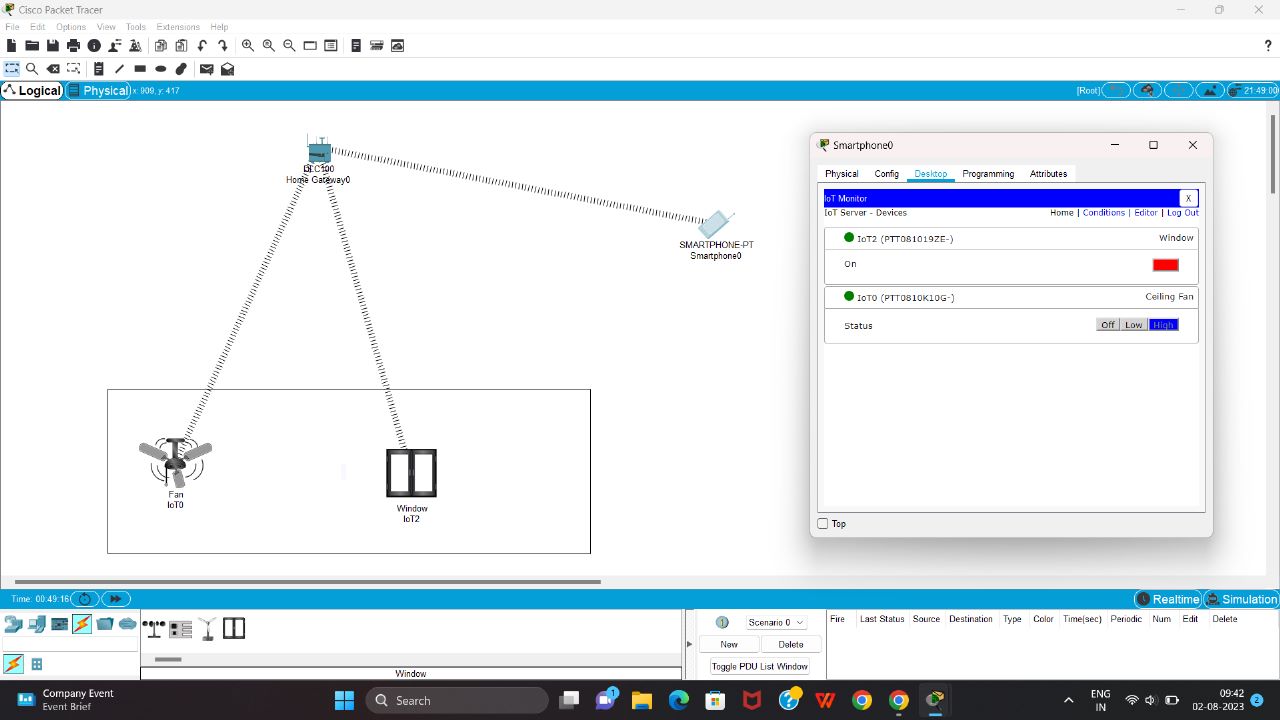 Cisco Packet Tracer
File Edit Options View Tools Extensions Help
?
Logical Physical x: 909, y: 417 [Root] 21:49:00
DLC100
Home Gateway0
SMARTPHONE-PT
Smartphone0
Fan
IoT0
Window
IoT2
Smartphone0
Physical Config Desktop Programming Attributes
IoT Monitor X
IoT Server - Devices Home | Conditions | Editor | Log Out
IoT2 (PTT081019ZE-) Window
On
IoT0 (PTT0810K10G-) Ceiling Fan
Status Off Low High
Top
Time: 00:49:16 Realtime Simulation
Scenario 0
New Delete
Toggle PDU List Window
Fire Last Status Source Destination Type Color Time(sec) Periodic Num Edit Delete
Window
Company Event
Event Brief
Search
1
ENG
IN
09:42
02-08-2023
2